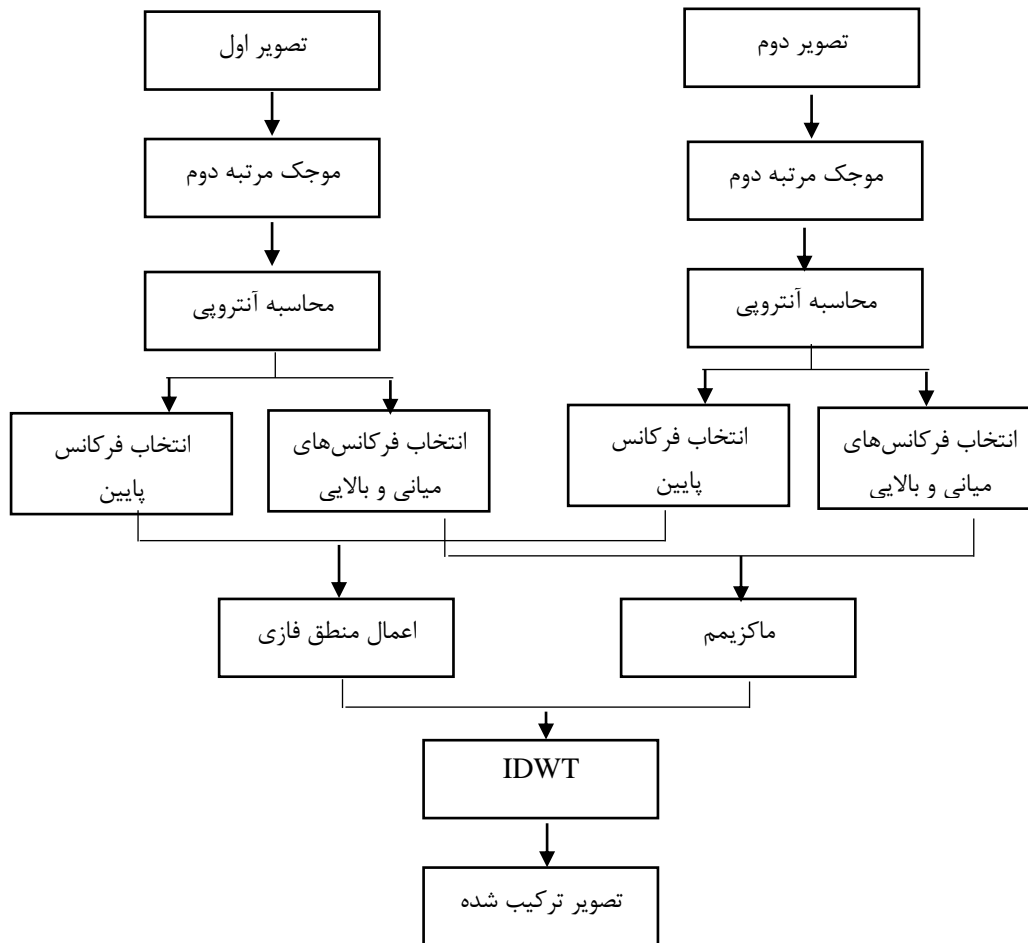 تصویر اول
تصویر دوم
موجک مرتبه دوم
موجک مرتبه دوم
محاسبه آنتروپی
محاسبه آنتروپی
انتخاب فرکانس
پایین
انتخاب فرکانس‌های
میانی و بالایی
انتخاب فرکانس
پایین
انتخاب فرکانس‌های
میانی و بالایی
اعمال منطق فازی
ماکزیمم
IDWT
تصویر ترکیب شده